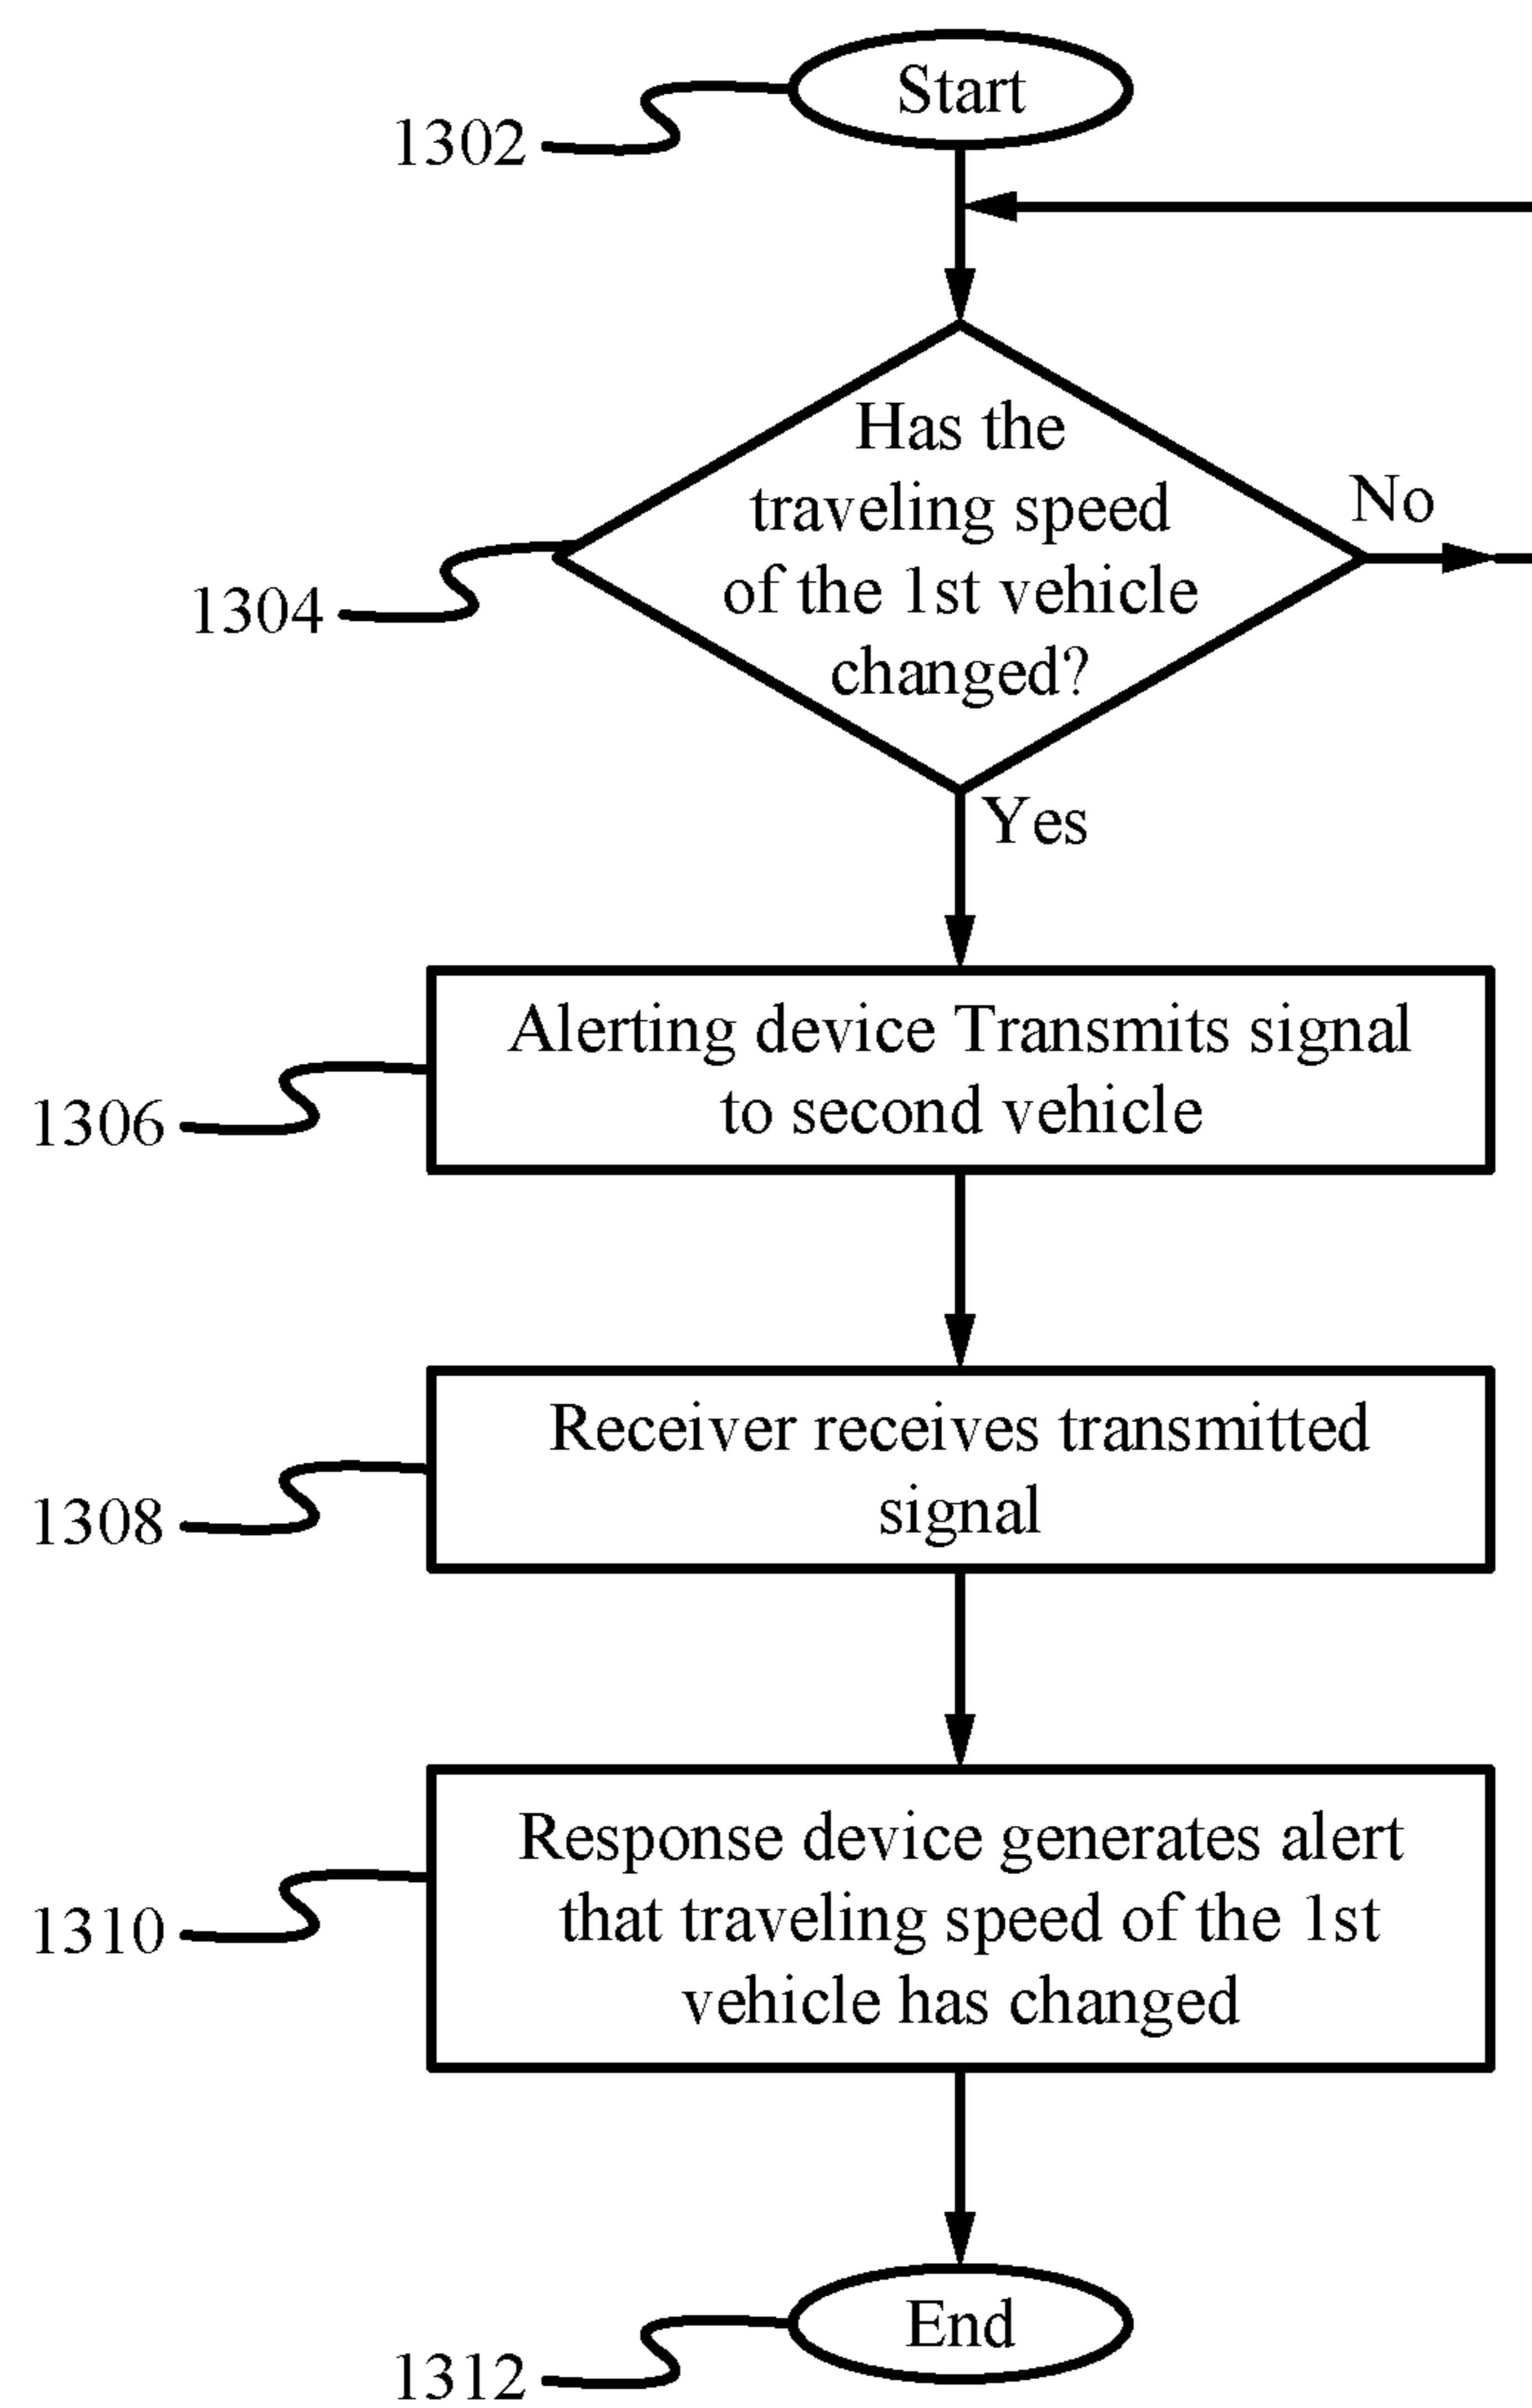 Start
1302
Has the
traveling speed
of the 1st vehicle
changed?
No
1304
Yes
Alerting device Transmits signal
to second vehicle
1306
Receiver receives transmitted
signal
1308
Response device generates alert
that traveling speed of the 1st
vehicle has changed
1310
End
1312